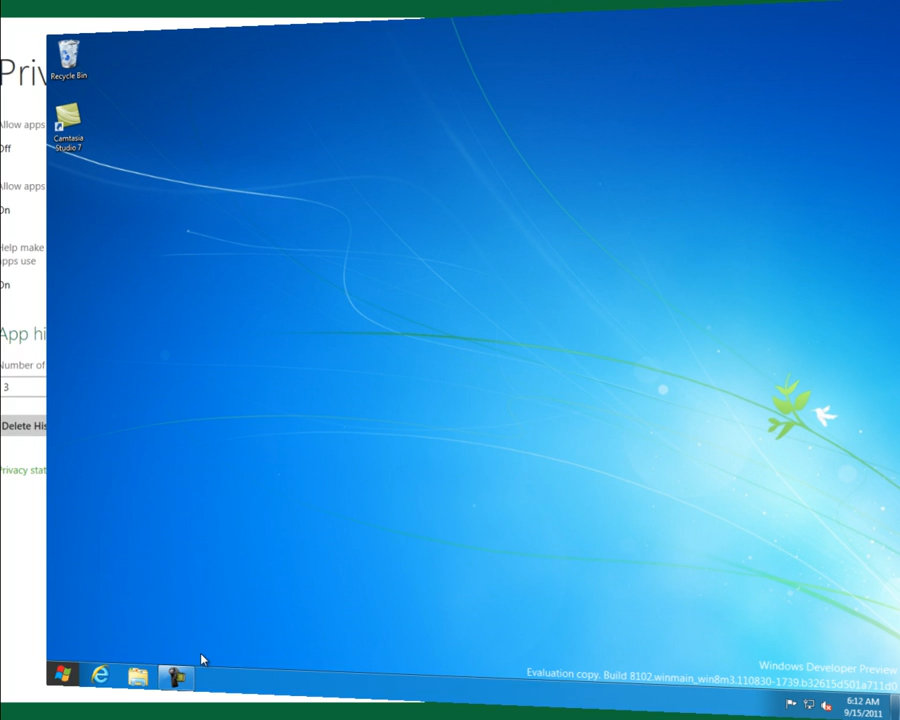 Recycle Bin
Camtasia
Studio 7
Allow apps
Off
Allow apps
On
Help make
apps use
On
App hi
Number of
3
Delete His
Privacy stat
Windows Developer Preview
Evaluation copy. Build 8102.winmain_win8m3.110830-1739.b32615d501a711d0
6:12 AM
9/15/2011